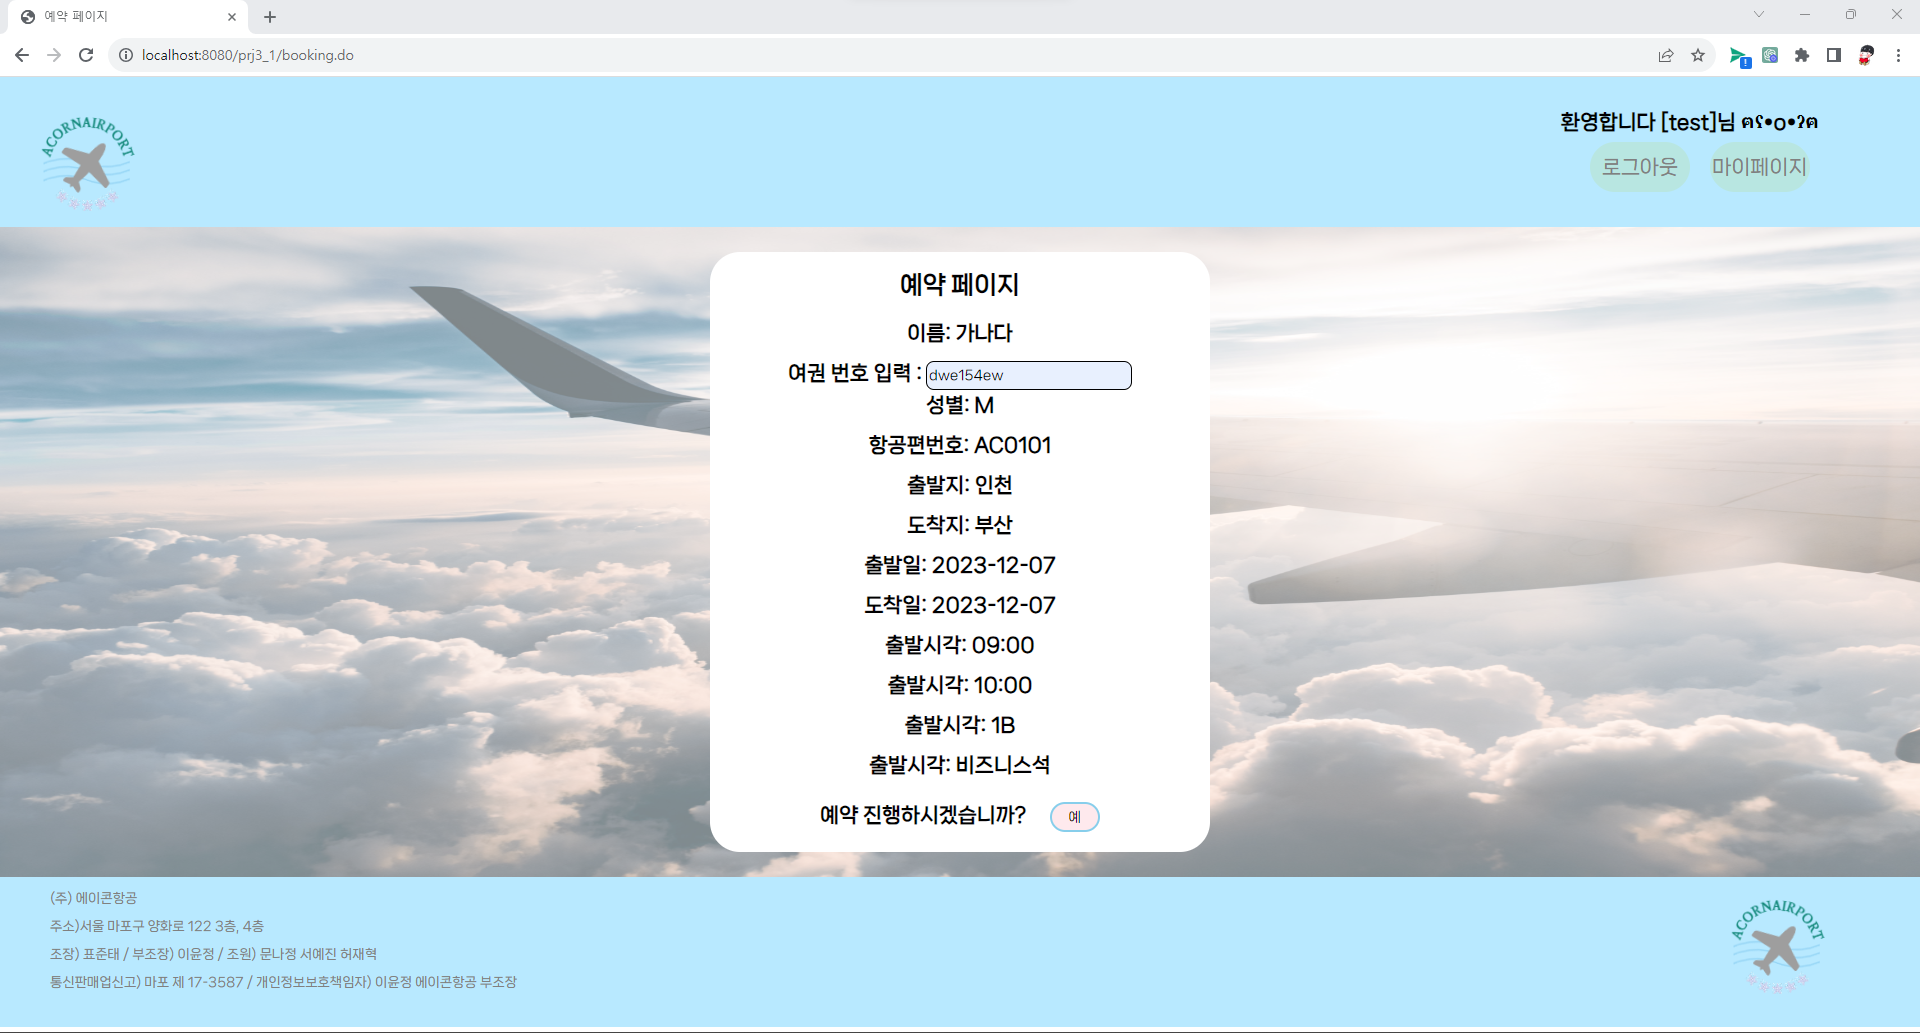 예약 페이지
localhost:8080/prj3_1/booking.do
ACORNAIRPORT
환영합니다 [test]님 ฅʕ•o•ʔฅ
로그아웃 마이페이지
예약 페이지
이름: 가나다
여권 번호 입력 : dwe154ew
성별: M
항공편번호: AC0101
출발지: 인천
도착지: 부산
출발일: 2023-12-07
도착일: 2023-12-07
출발시각: 09:00
출발시각: 10:00
출발시각: 1B
출발시각: 비즈니스석
예약 진행하시겠습니까? 예
(주) 에이콘항공
주소)서울 마포구 양화로 122 3층, 4층
조장) 표준태 / 부조장) 이윤정 / 조원) 문나정 서예진 허재혁
통신판매업신고) 마포 제 17-3587 / 개인정보보호책임자) 이윤정 에이콘항공 부조장
ACORNAIRPORT